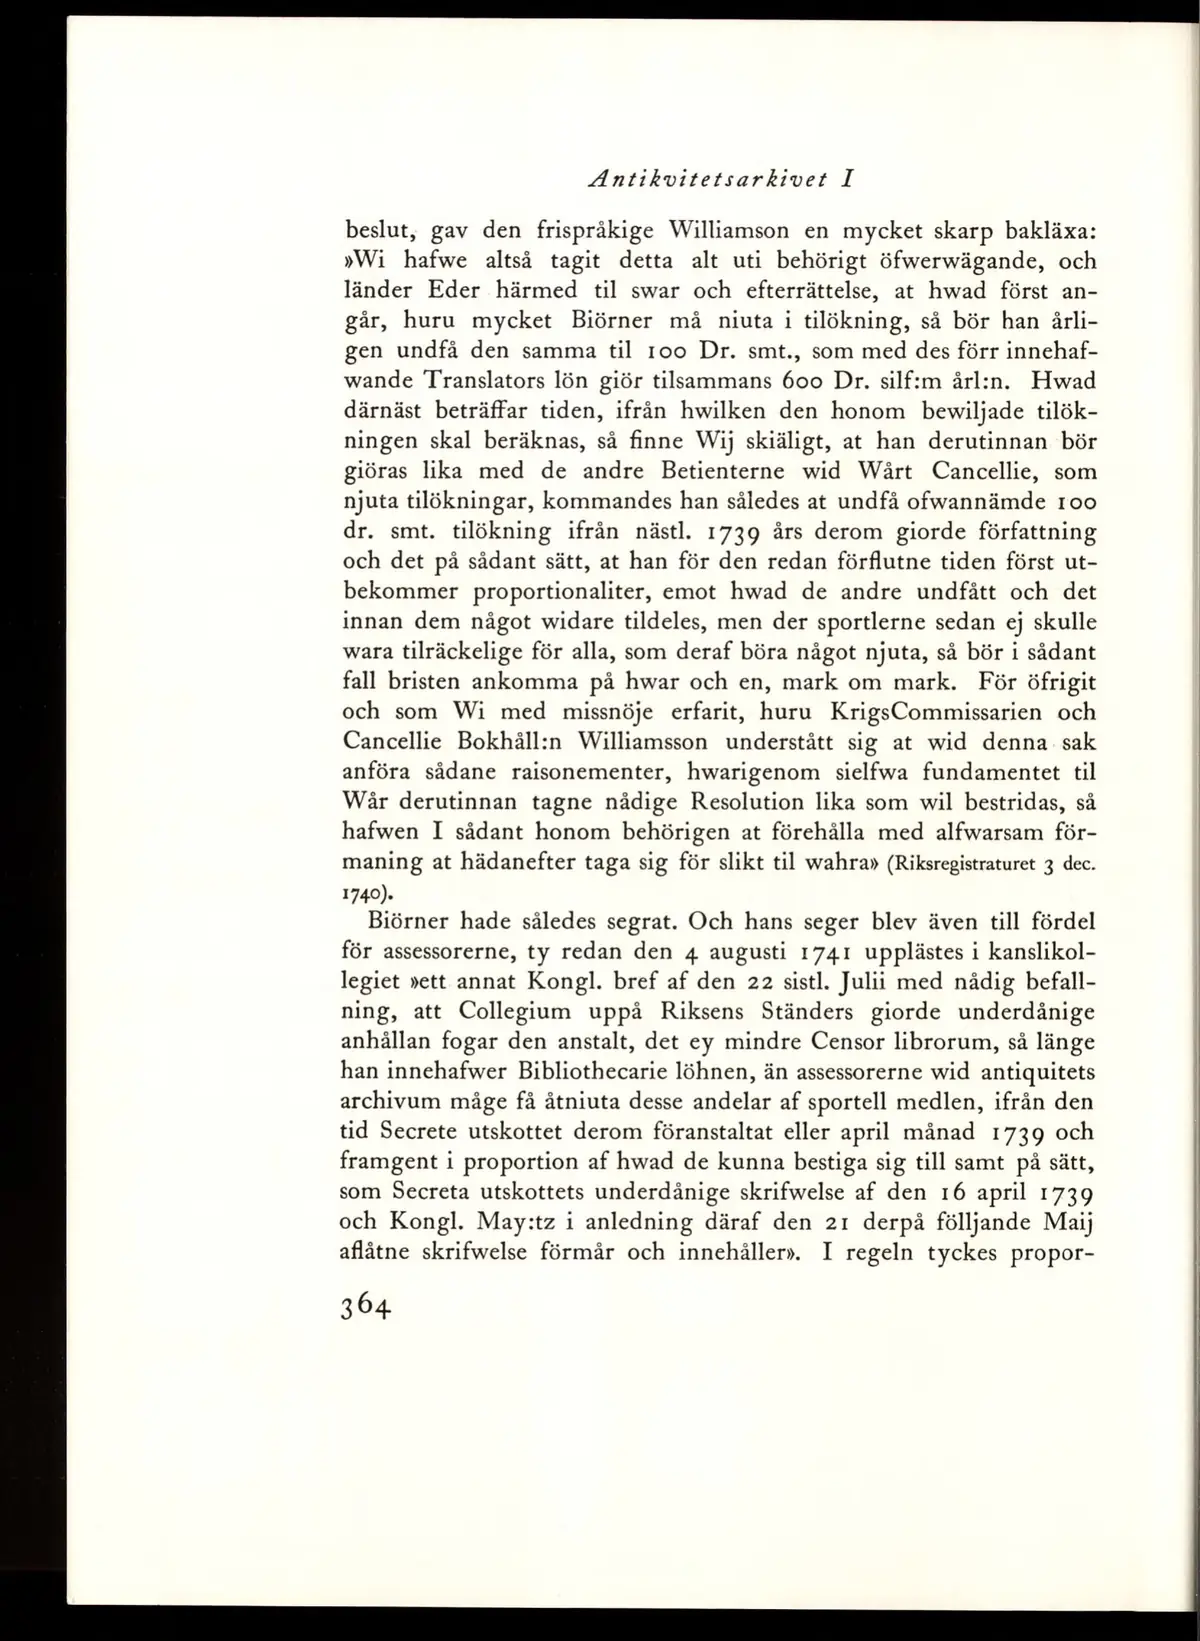 Antikvitetsarkivet I
beslut, gav den frispråkige Williamson en mycket skarp bakläxa:
»Wi hafwe altså tagit detta alt uti behörigt öfwerwägande, och
länder Eder härmed til swar och efterrättelse, at hwad först an-
går, huru mycket Biörner må niuta i tilökning, så bör han årli-
gen undfå den samma til 100 Dr. smt., som med des förr innehaf-
wande Translators lön giör tilsammans 600 Dr. silf:m årl:n. Hwad
därnäst beträffar tiden, ifrån hwilken den honom bewiljade tilök-
ningen skal beräknas, så finne Wij skiäligt, at han derutinnan bör
giöras lika med de andre Betienterne wid Wårt Cancellie, som
njuta tilökningar, kommandes han således at undfå ofwannämde 100
dr. smt. tilökning ifrån nästl. 1739 års derom giorde författning
och det på sådant sätt, at han för den redan förflutne tiden först ut-
bekommer proportionaliter, emot hwad de andre undfått och det
innan dem något widare tildeles, men der sportlerne sedan ej skulle
wara tilräckelige för alla, som deraf böra något njuta, så bör i sådant
fall bristen ankomma på hwar och en, mark om mark. För öfrigit
och som Wi med missnöje erfarit, huru KrigsCommissarien och
Cancellie Bokhåll:n Williamsson understått sig at wid denna sak
anföra sådane raisonementer, hwarigenom sielfwa fundamentet til
Wår derutinnan tagne nådige Resolution lika som wil bestridas, så
hafwen I sådant honom behörigen at förehålla med alfwarsam för-
maning at hädanefter taga sig för slikt til wahra» (Riksregistraturet 3 dec.
1740).
Biörner hade således segrat. Och hans seger blev även till fördel
för assessorerne, ty redan den 4 augusti 1741 upplästes i kanslikol-
legiet »ett annat Kongl. bref af den 22 sistl. Julii med nådig befall-
ning, att Collegium uppå Riksens Ständers giorde underdånige
anhållan fogar den anstalt, det ey mindre Censor librorum, så länge
han innehafwer Bibliothecarie löhnen, än assessorerne wid antiquitets
archivum måge få åtniuta desse andelar af sportell medlen, ifrån den
tid Secrete utskottet derom föranstaltat eller april månad 1739 och
framgent i proportion af hwad de kunna bestiga sig till samt på sätt,
som Secreta utskottets underdånige skrifwelse af den 16 april 1739
och Kongl. May:tz i anledning däraf den 21 derpå fölljande Maij
aflåtne skrifwelse förmår och innehåller». I regeln tyckes propor-
364